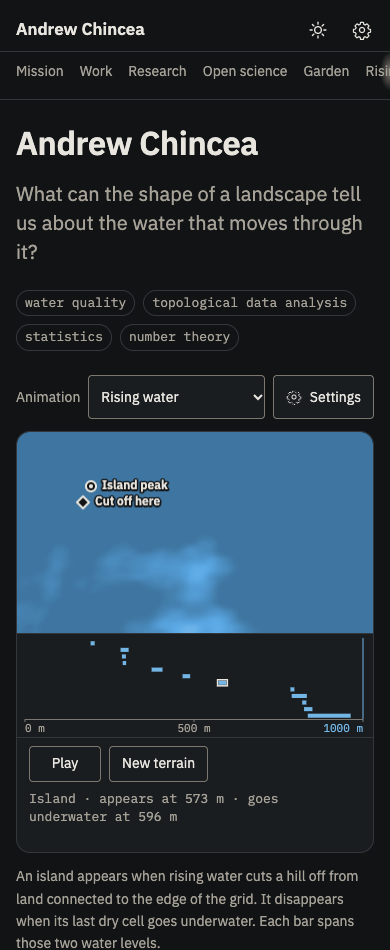 Andrew Chincea
Mission Work Research Open science Garden
Andrew Chincea
What can the shape of a landscape tell
us about the water that moves through
it?
water quality topological data analysis
statistics number theory
Animation Rising water Settings
Island peak
Cut off here
0 m 500 m 1000 m
Play New terrain
Island · appears at 573 m · goes
underwater at 596 m
An island appears when rising water cuts a hill off from
land connected to the edge of the grid. It disappears
when its last dry cell goes underwater. Each bar spans
those two water levels.